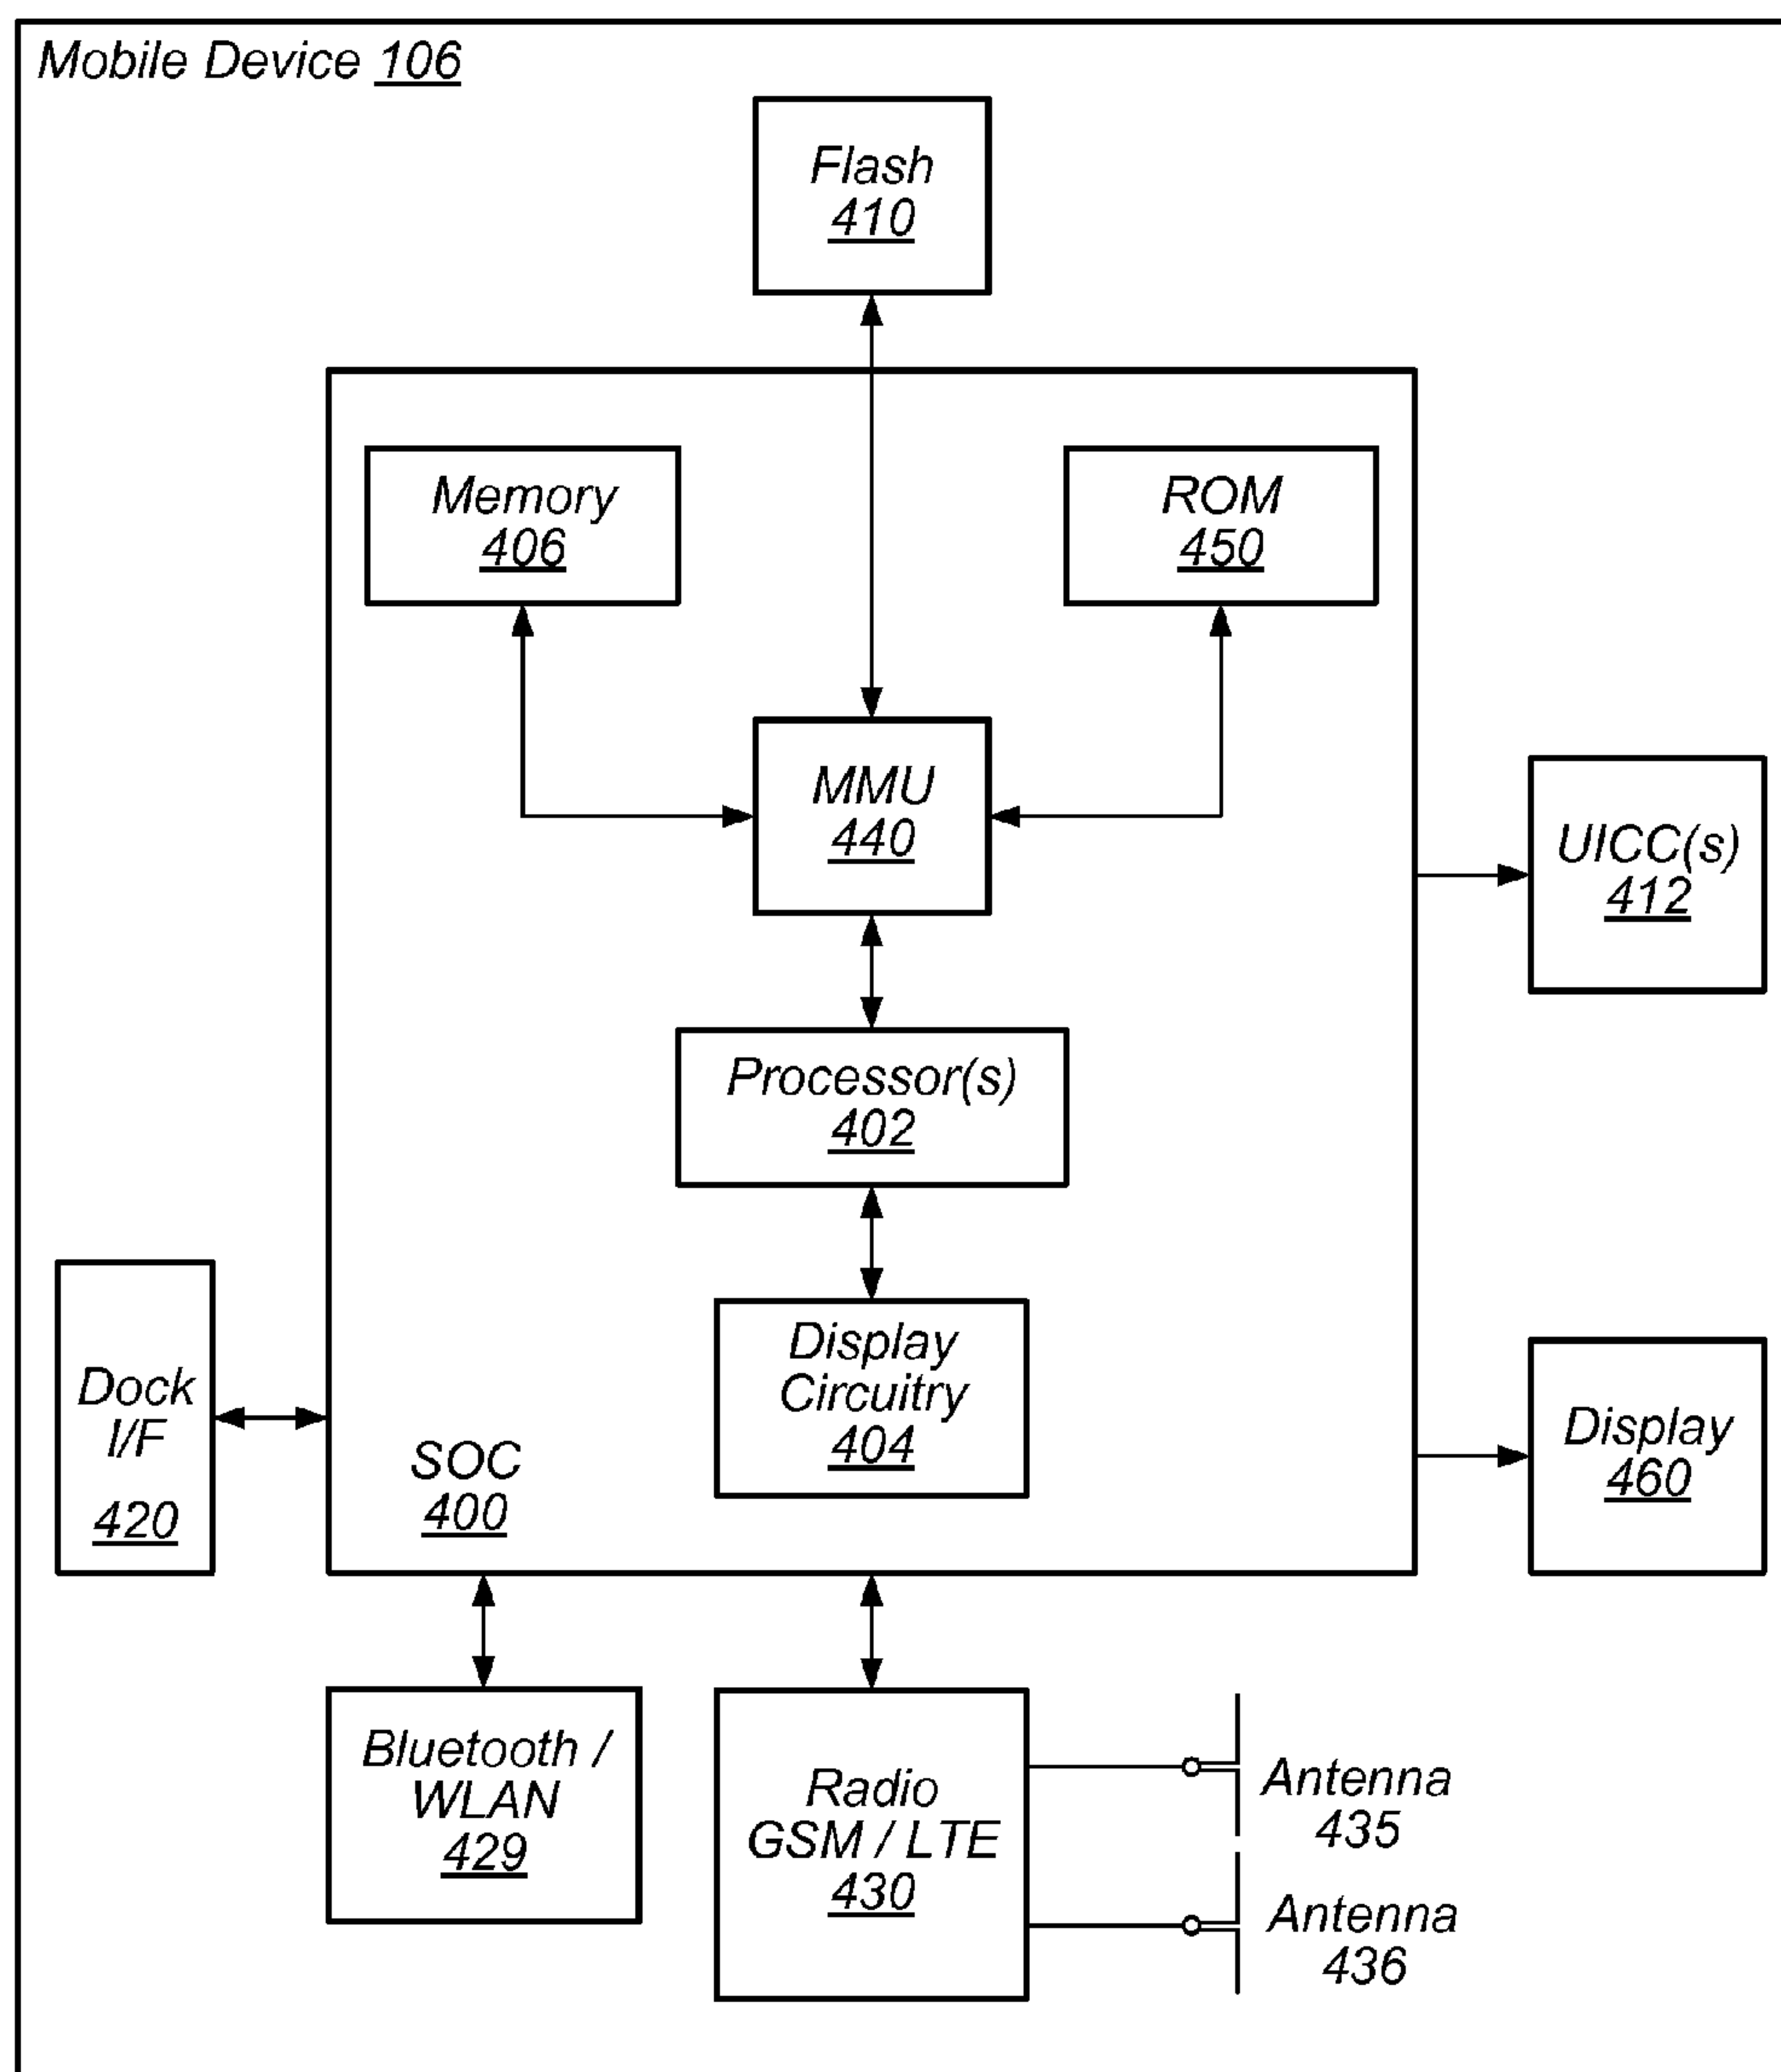 Mobile Device 106
Flash
410
Memory
406
ROM
450
MMU
440
UICC(s)
412
Processor(s)
402
Display
Circuitry
404
Dock
I/F
420
SOC
400
Display
460
Bluetooth /
WLAN
429
Radio
GSM / LTE
430
Antenna
435
Antenna
436